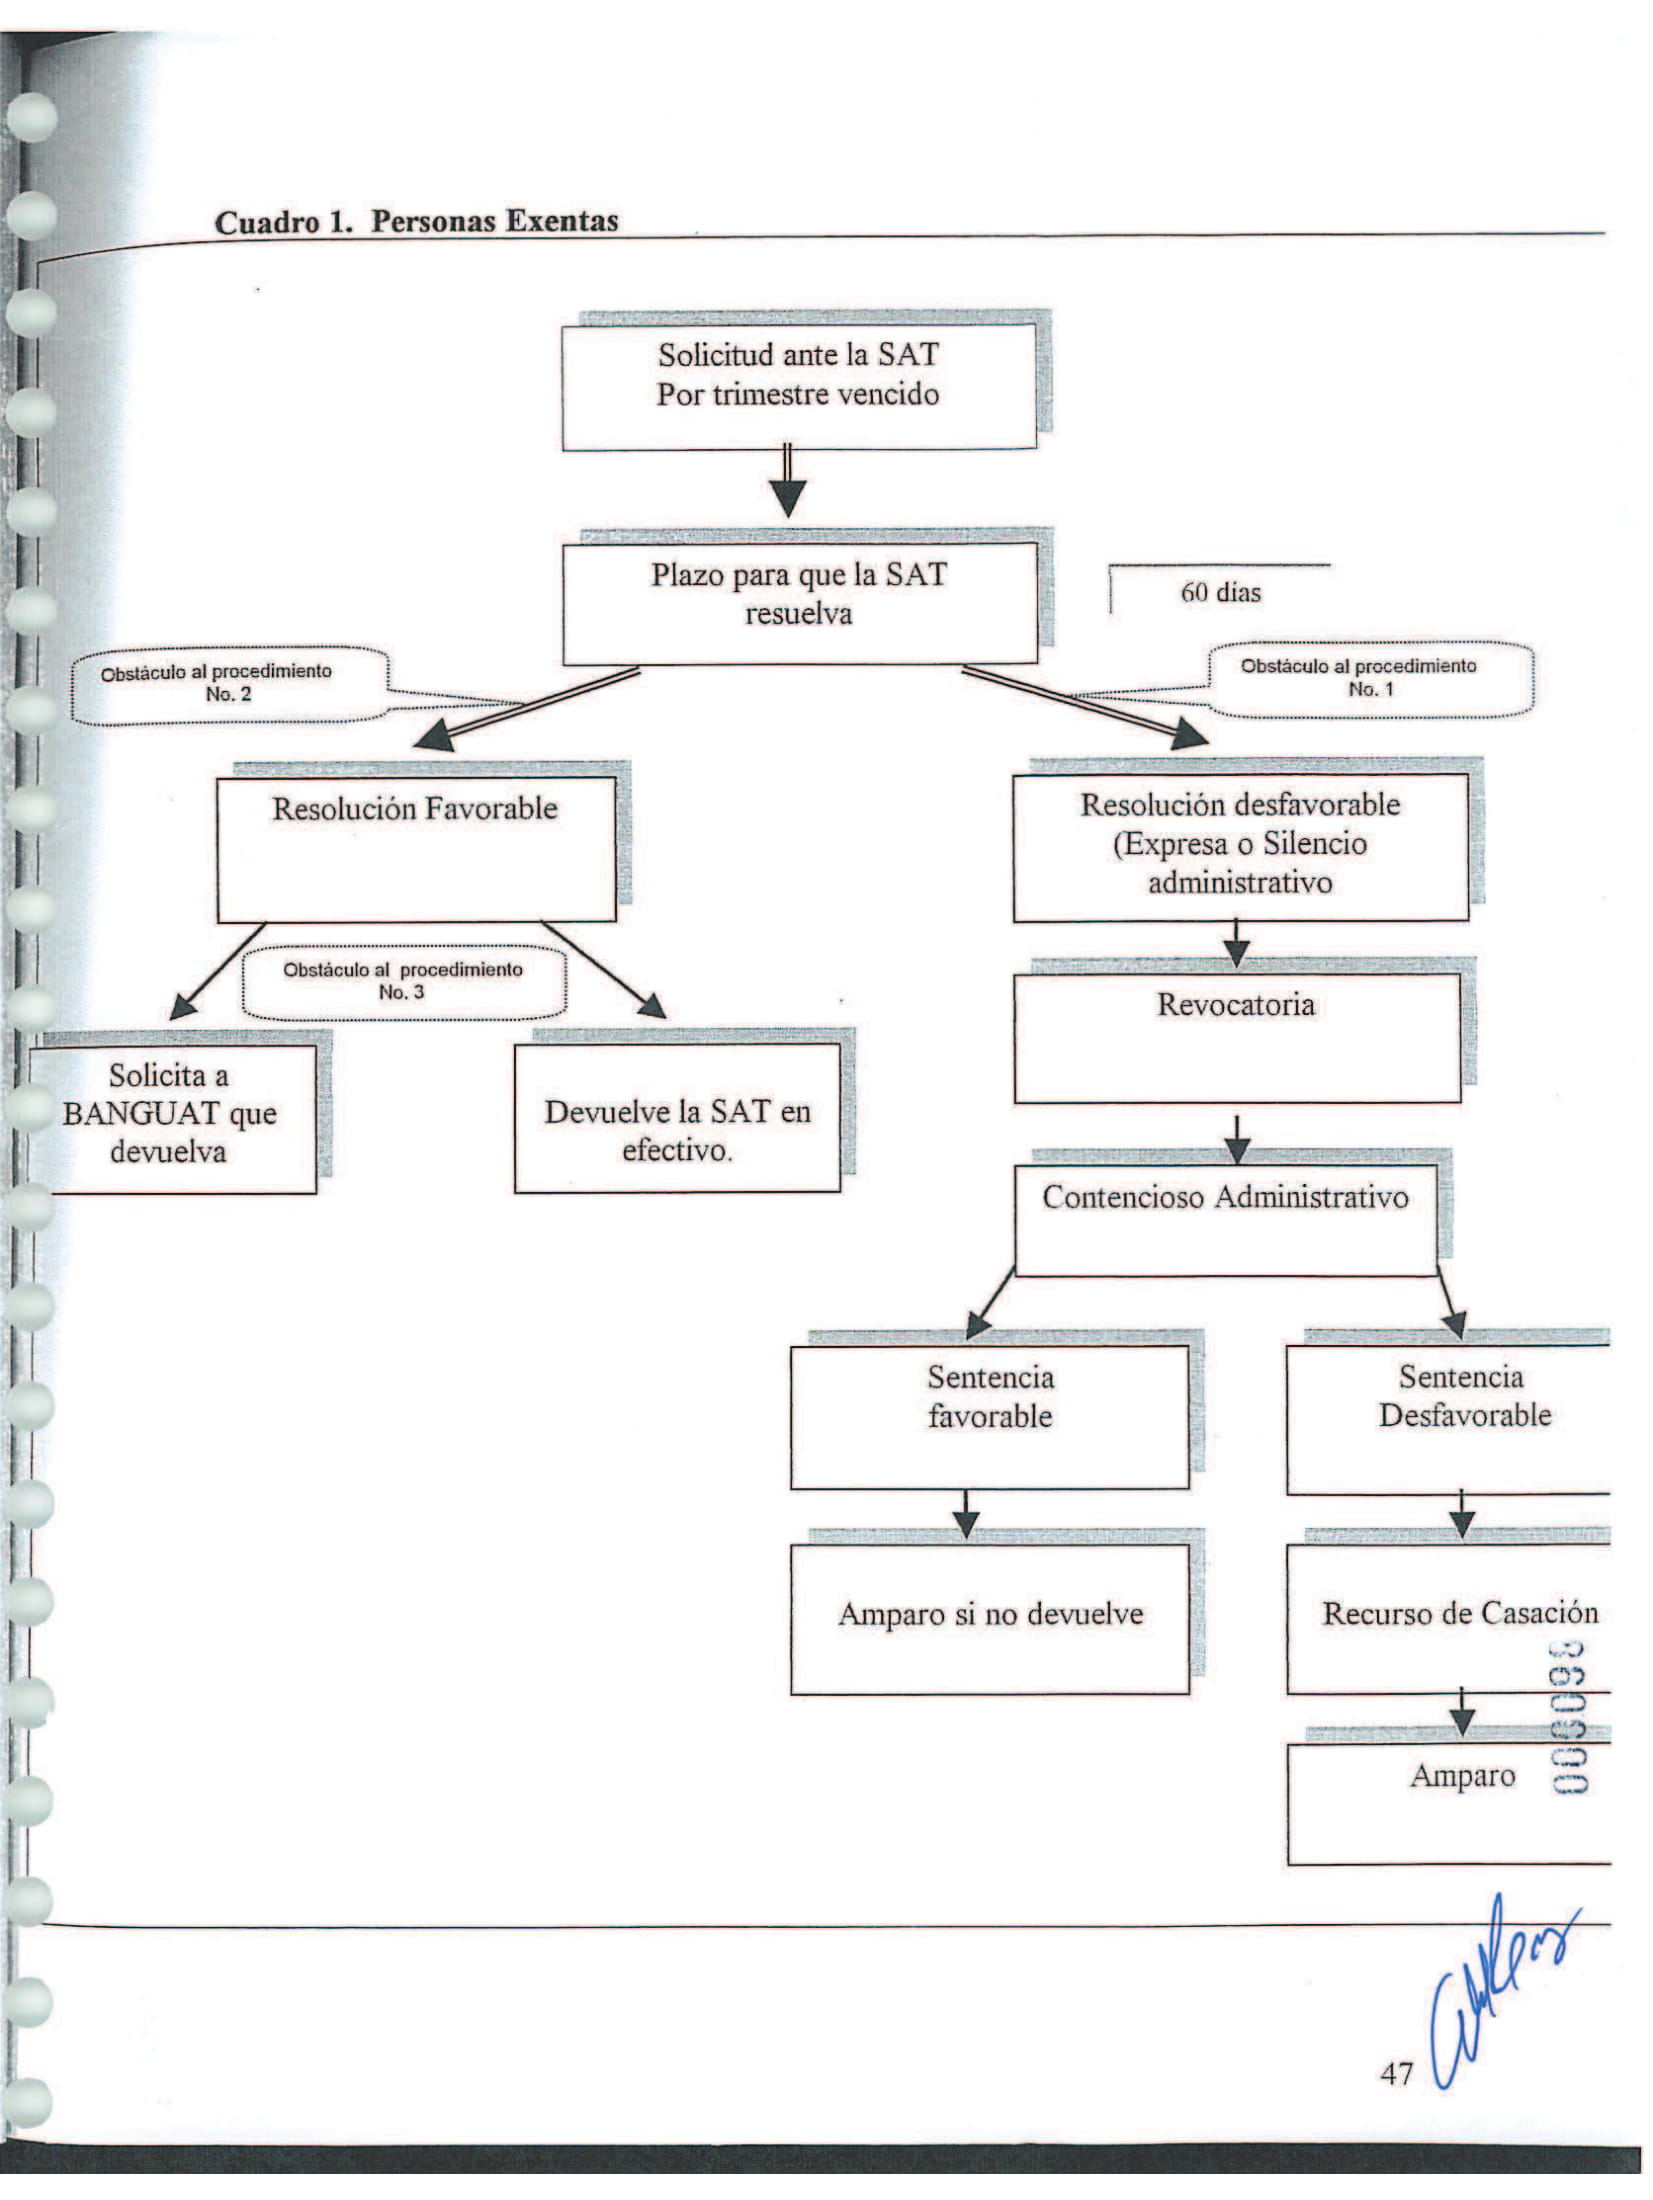 Cuadro 1. Personas Exentas
Solicitud ante la SAT
Por trimestre vencido
Plazo para que la SAT
resuelva
60 dias
Obstáculo al procedimiento
No. 2
Obstáculo al procedimiento
No. 1
Resolución Favorable
Resolución desfavorable
(Expresa o Silencio
administrativo
Obstáculo al procedimiento
No. 3
Revocatoria
Solicita a
BANGUAT que
devuelva
Devuelve la SAT en
efectivo.
Contencioso Administrativo
Sentencia
favorable
Sentencia
Desfavorable
Amparo si no devuelve
Recurso de Casación
Amparo
000098
47